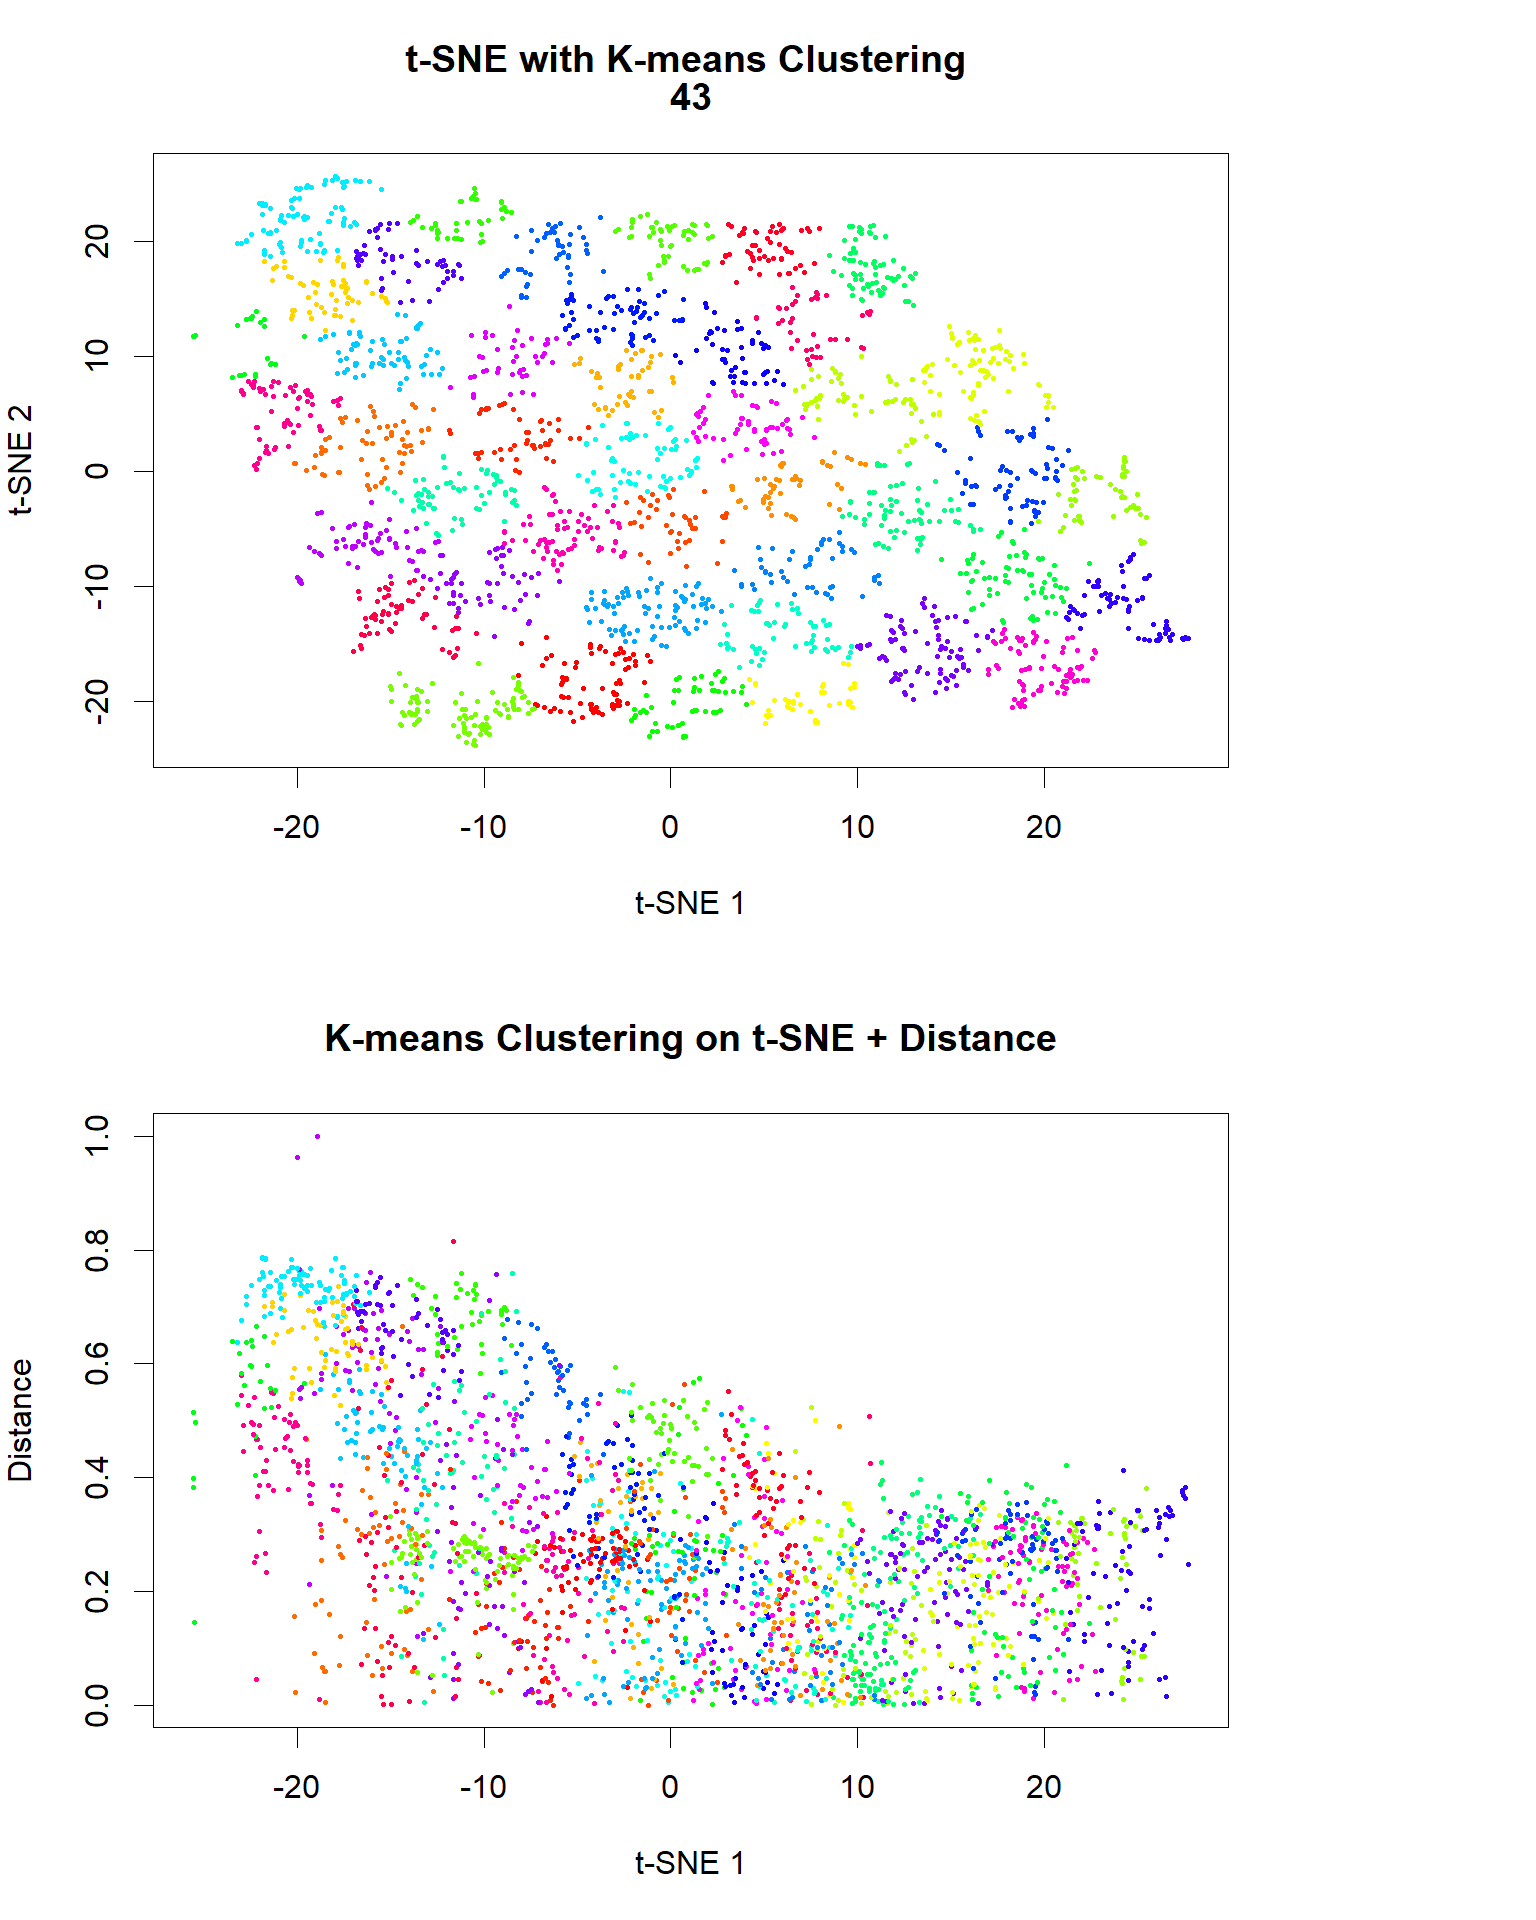 t-SNE with K-means Clustering
43
20
10
0
-10
-20
t-SNE 2
-20 -10 0 10 20
t-SNE 1
K-means Clustering on t-SNE + Distance
1.0
0.8
0.6
0.4
0.2
0.0
Distance
-20 -10 0 10 20
t-SNE 1